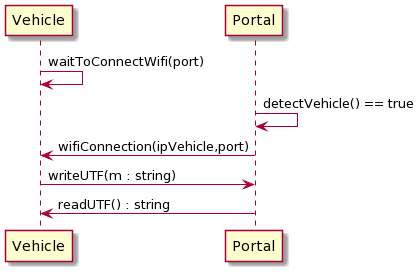 Vehicle
Portal
waitToConnectWifi(port)
detectVehicle() == true
wifiConnection(ipVehicle,port)
writeUTF(m : string)
readUTF() : string
Vehicle
Portal